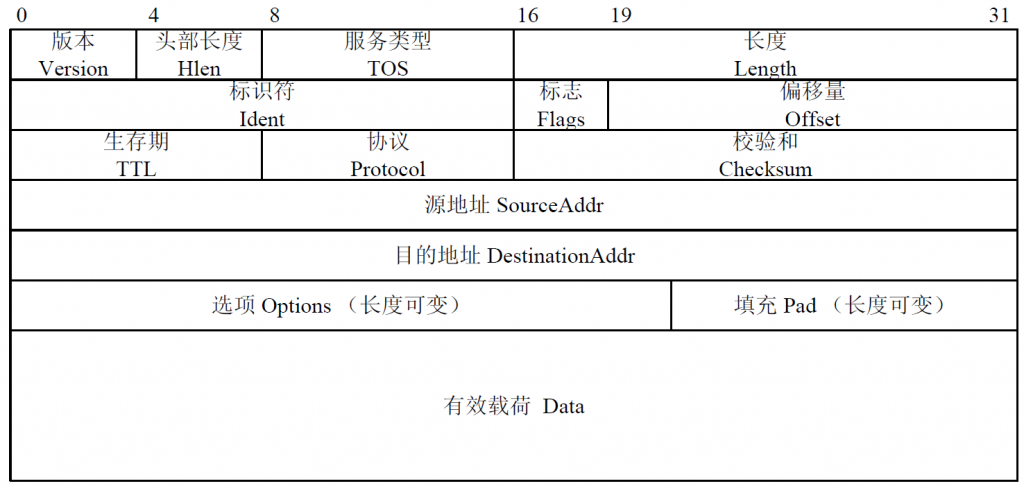 0 4 8 16 19 31
版本 头部长度 服务类型 长度
Version Hlen TOS Length
标识符 标志 偏移量
Ident Flags Offset
生存期 协议 校验和
TTL Protocol Checksum
源地址 SourceAddr
目的地址 DestinationAddr
选项 Options （长度可变） 填充 Pad （长度可变）
有效载荷 Data